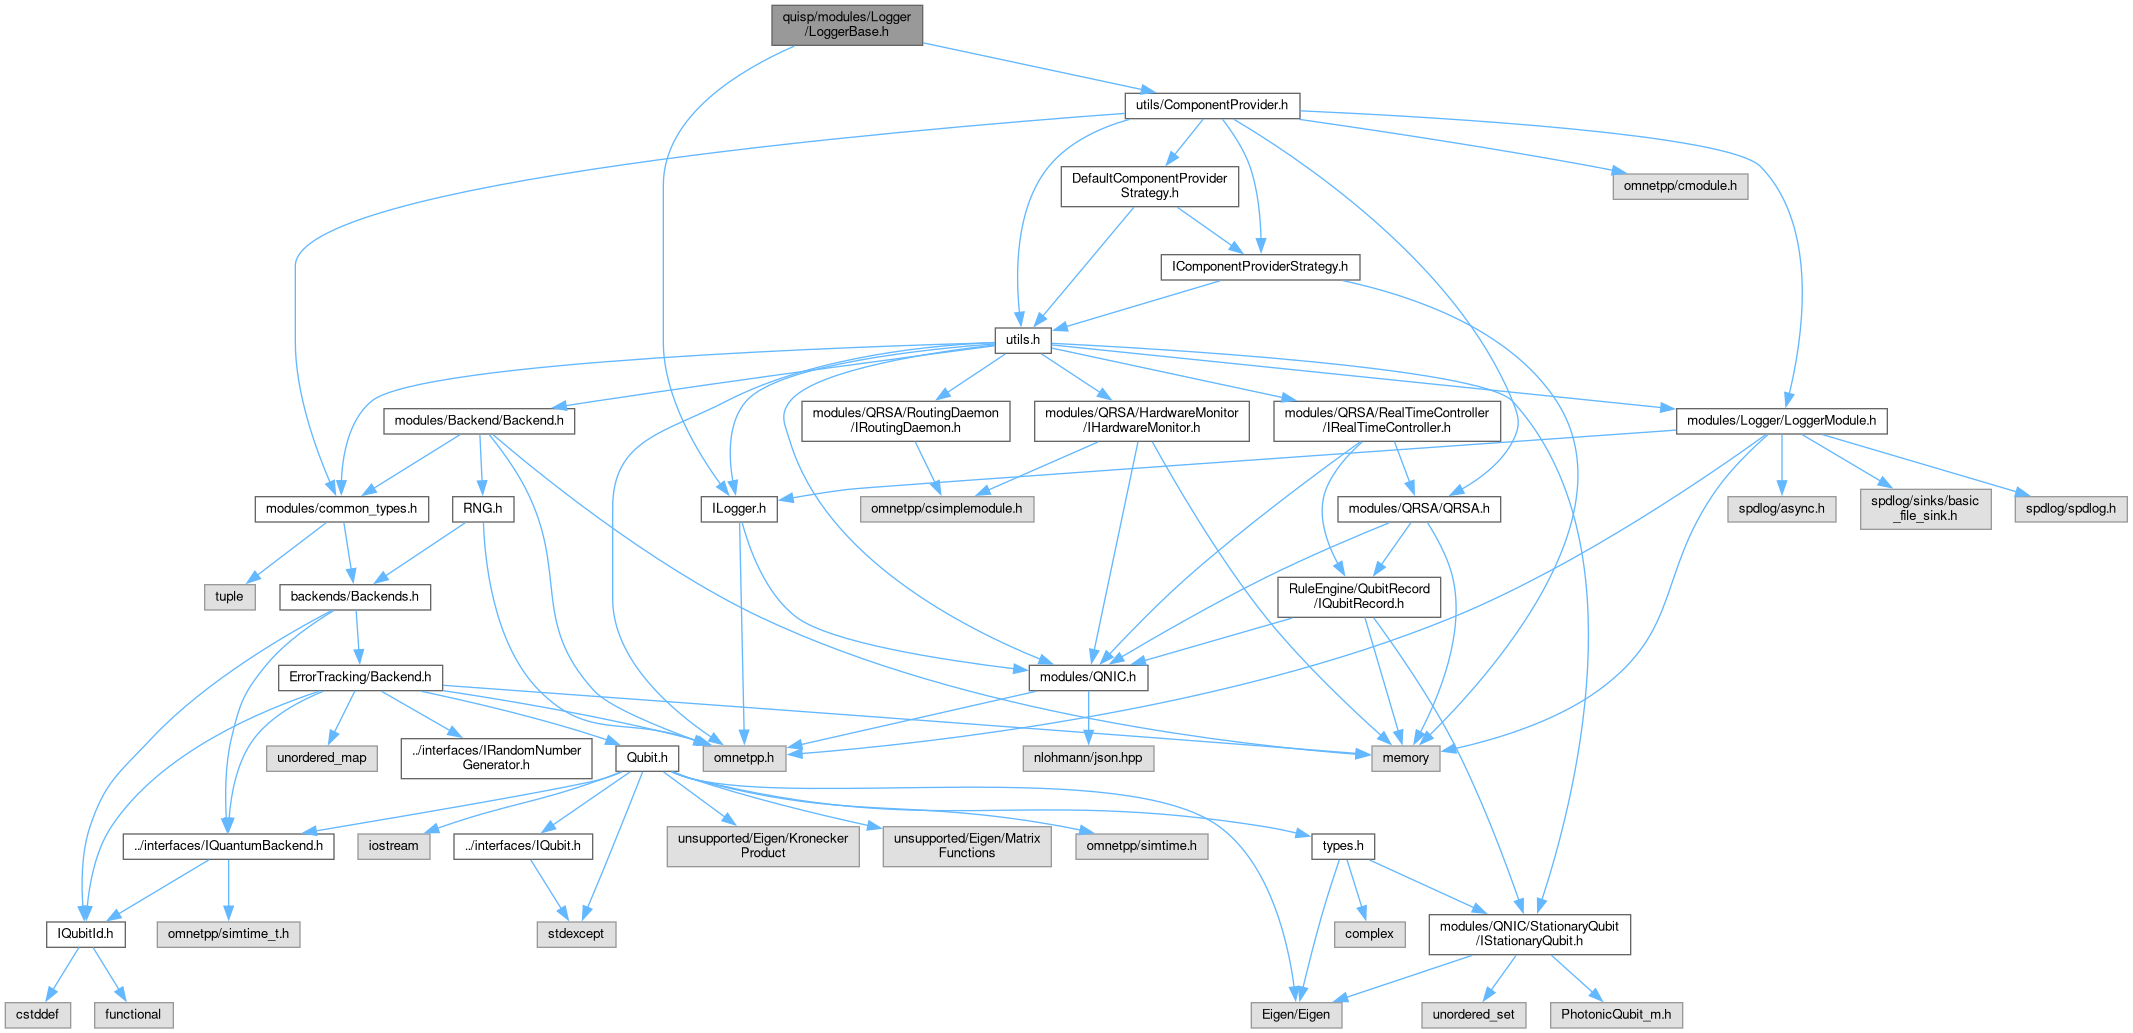 quisp/modules/Logger
/LoggerBase.h
utils/ComponentProvider.h
DefaultComponentProvider
Strategy.h
omnetpp/cmodule.h
IComponentProviderStrategy.h
utils.h
modules/Backend/Backend.h
modules/QRSA/RoutingDaemon
/IRoutingDaemon.h
modules/QRSA/HardwareMonitor
/IHardwareMonitor.h
modules/QRSA/RealTimeController
/IRealTimeController.h
modules/Logger/LoggerModule.h
modules/common_types.h
RNG.h
ILogger.h
omnetpp/csimplemodule.h
modules/QRSA/QRSA.h
spdlog/async.h
spdlog/sinks/basic
_file_sink.h
spdlog/spdlog.h
tuple
backends/Backends.h
RuleEngine/QubitRecord
/IQubitRecord.h
ErrorTracking/Backend.h
modules/QNIC.h
unordered_map
../interfaces/IRandomNumber
Generator.h
Qubit.h
omnetpp.h
nlohmann/json.hpp
memory
../interfaces/IQuantumBackend.h
iostream
../interfaces/IQubit.h
unsupported/Eigen/Kronecker
Product
unsupported/Eigen/Matrix
Functions
omnetpp/simtime.h
types.h
IQubitId.h
omnetpp/simtime_t.h
stdexcept
complex
modules/QNIC/StationaryQubit
/IStationaryQubit.h
cstddef
functional
Eigen/Eigen
unordered_set
PhotonicQubit_m.h